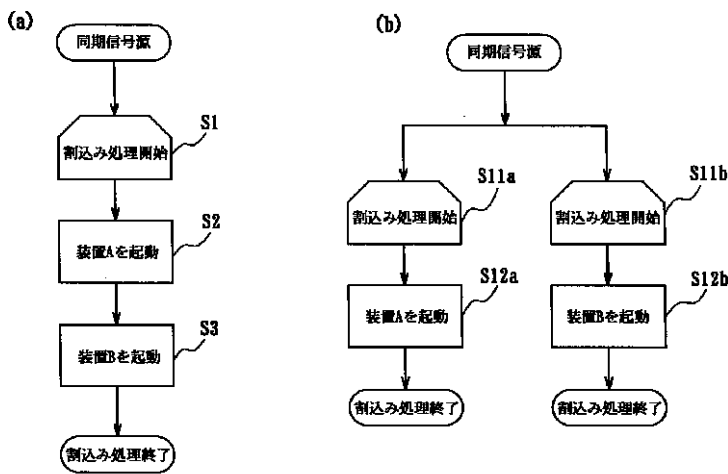 (a)
同期信号源
割込み処理開始
S1
装置Aを起動
S2
装置Bを起動
S3
割込み処理終了
(b)
同期信号源
割込み処理開始
S11a
割込み処理開始
S11b
装置Aを起動
S12a
装置Bを起動
S12b
割込み処理終了
割込み処理終了